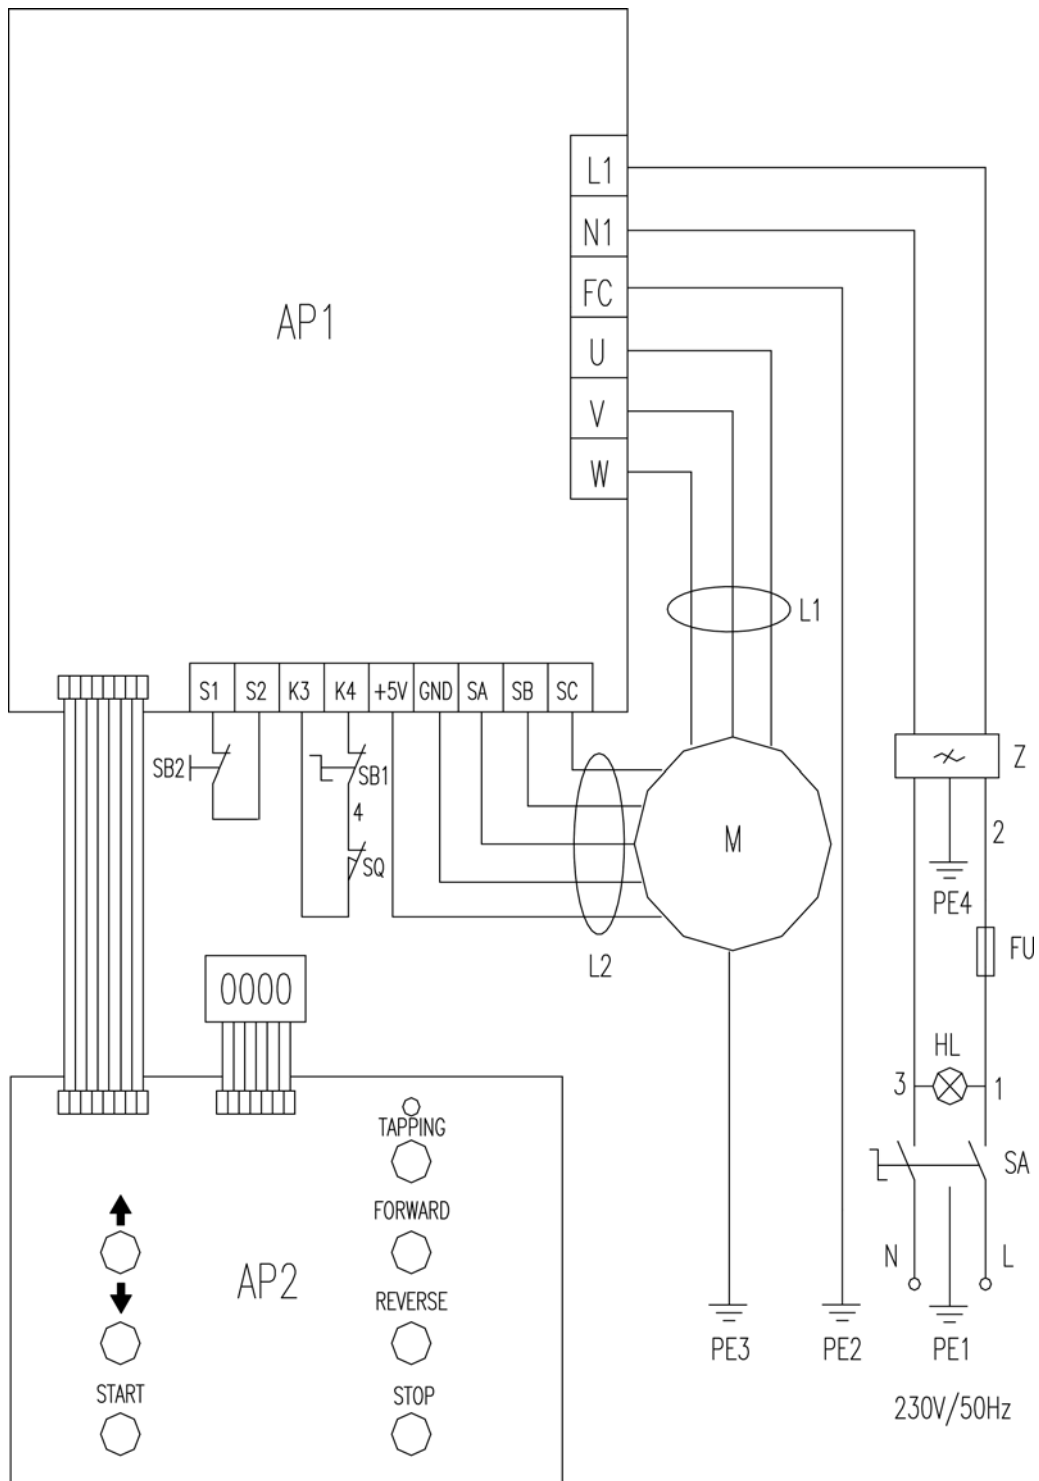 L1
N1
FC
AP1
U
V
W
L1
S1 S2 K3 K4 +5V GND SA SB SC
Z
SB2
SB1
4
M
2
SQ
PE4
FU
L2
0000
HL
3
1
TAPPING
SA
FORWARD
N
L
AP2
REVERSE
PE3
PE2
PE1
START
STOP
230V/50Hz